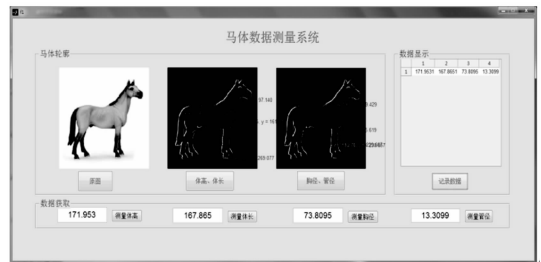 马体数据测量系统
马体轮廓
数据显示
1 2 3 4
1 171.9531 167.8651 73.8095 13.3099
原图
体高、体长
胸径、管径
记录数据
数据获取
171.953 测量体高
167.865 测量体长
73.8095 测量胸径
13.3099 测量管径